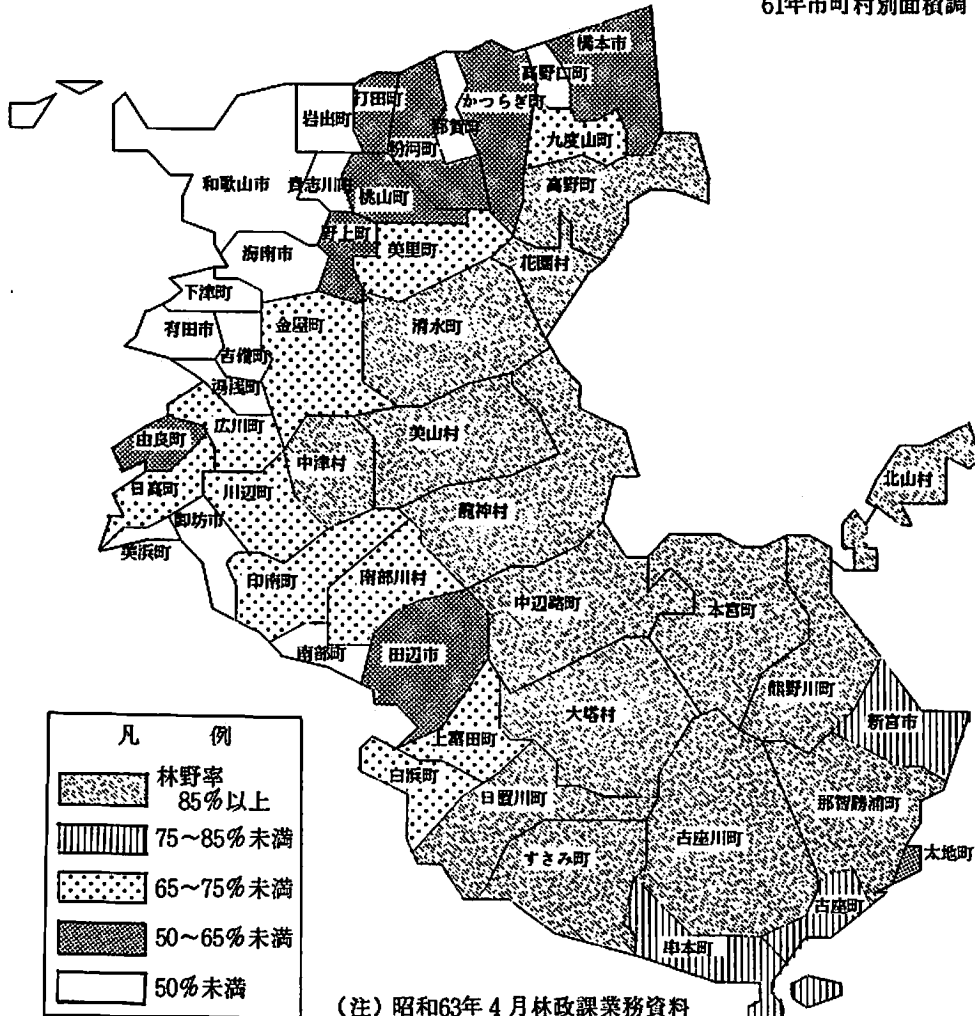 61年市町村別面積調
橋本市
高野口町
打田町
かつらぎ町
岩出町
那賀町
粉河町
九度山町
和歌山市
貴志川町
桃山町
高野町
野上町
美里町
海南市
花園村
下津町
有田市
金屋町
清水町
吉備町
湯浅町
広川町
美山村
由良町
中津村
北山村
日高町
川辺町
御坊市
龍神村
美浜町
印南町
南部川村
中辺路町
本宮町
南部町
田辺市
熊野川町
大塔村
新宮市
上富田町
白浜町
日置川町
那智勝浦町
古座川町
すさみ町
太地町
古座町
串本町
凡例
林野率
85%以上
75～85%未満
65～75%未満
50～65%未満
50%未満
（注）昭和63年4月林政課業務資料